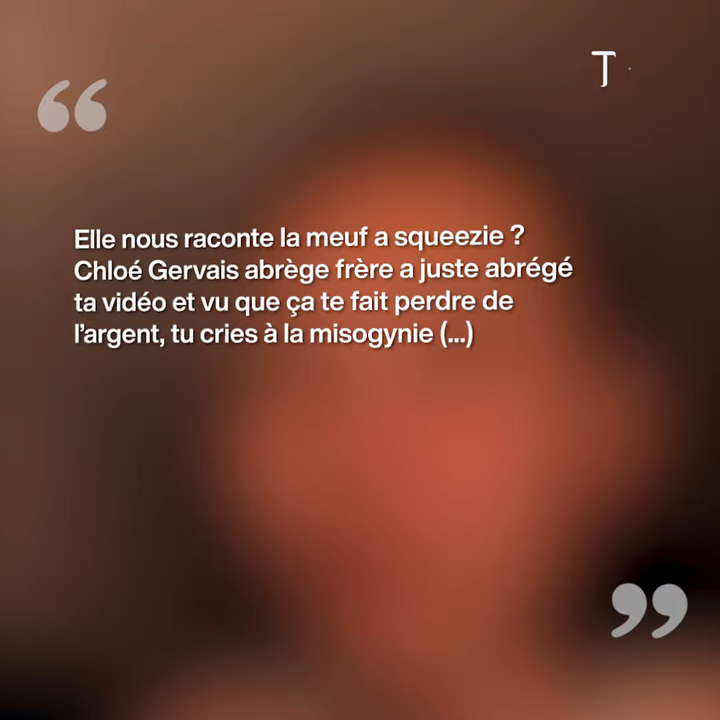 T
“
Elle nous raconte la meuf a squeezie ?
Chloé Gervais abrège frère a juste abrégé
ta vidéo et vu que ça te fait perdre de
l’argent, tu cries à la misogynie (...)
”